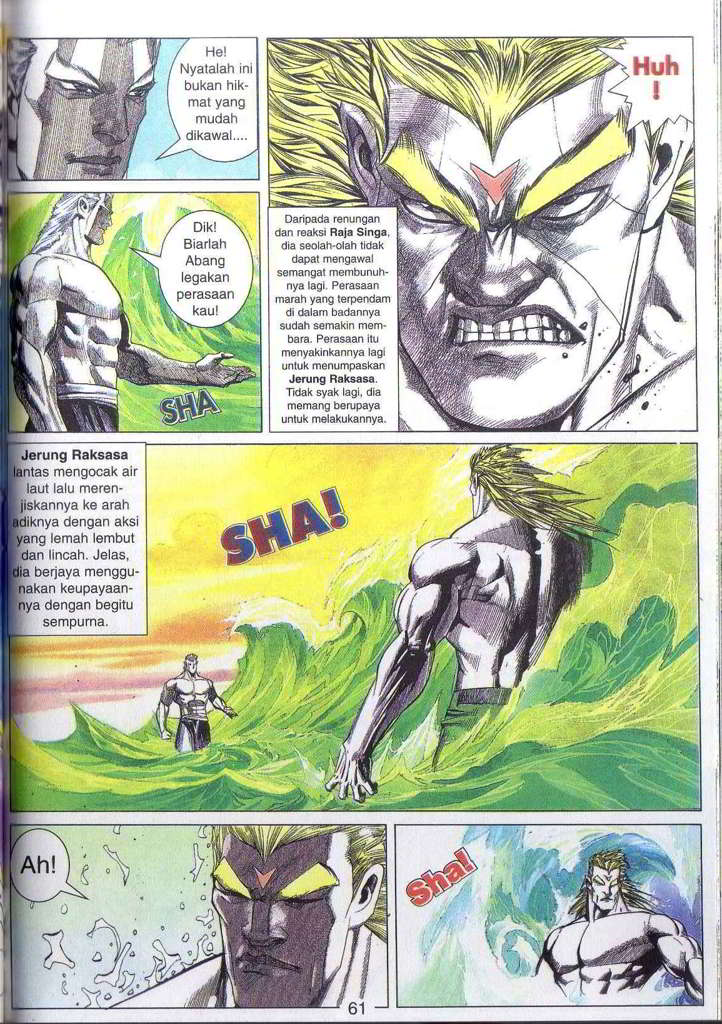 He!
Nyatalah ini
bukan hik-
mat yang
mudah
dikawal....
Huh
!
Daripada renungan
dan reaksi Raja Singa,
dia seolah-olah tidak
dapat mengawal
semangat membunuh-
nya lagi. Perasaan
marah yang terpendam
di dalam badannya
sudah semakin mem-
bara. Perasaan itu
menyakinkannya lagi
untuk menumpaskan
Jerung Raksasa.
Tidak syak lagi, dia
memang berupaya
untuk melakukannya.
Dik!
Biarlah
Abang
legakan
perasaan
kau!
SHA
Jerung Raksasa
lantas mengocak air
laut lalu meren-
jiskannya ke arah
adiknya dengan aksi
yang lemah lembut
dan lincah. Jelas,
dia berjaya menggu-
nakan keupayaan-
nya dengan begitu
sempurna.
SHA!
Ah!
Sha!
61